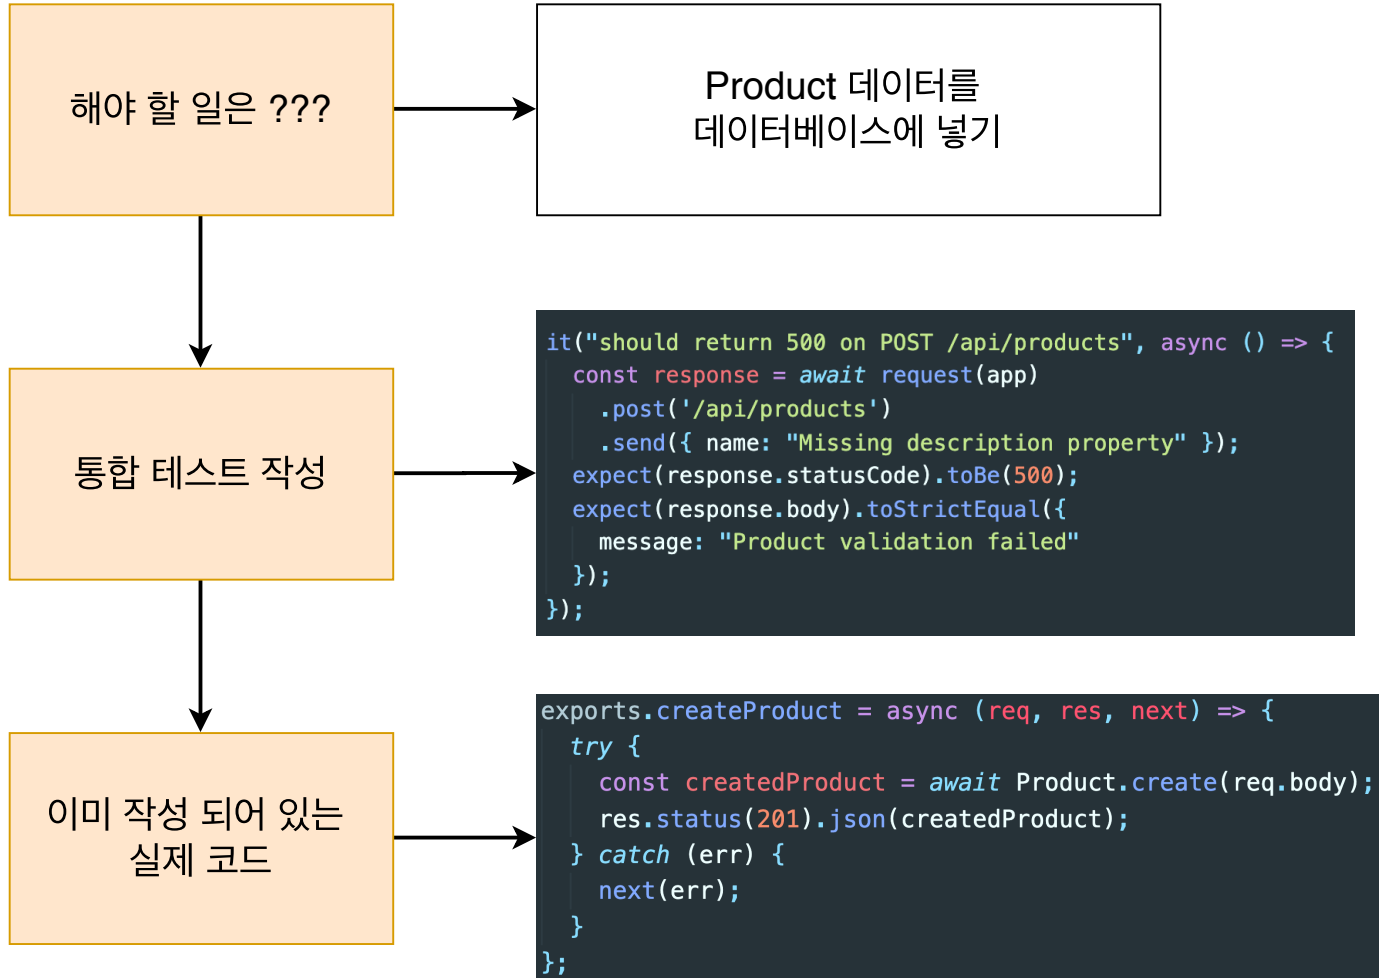 해야 할 일은 ???
Product 데이터를
데이터베이스에 넣기
통합 테스트 작성
it("should return 500 on POST /api/products", async () => {
const response = await request(app)
.post('/api/products')
.send({ name: "Missing description property" });
expect(response.statusCode).toBe(500);
expect(response.body).toStrictEqual({
message: "Product validation failed"
});
});
이미 작성 되어 있는
실제 코드
exports.createProduct = async (req, res, next) => {
try {
const createdProduct = await Product.create(req.body);
res.status(201).json(createdProduct);
} catch (err) {
next(err);
}
};